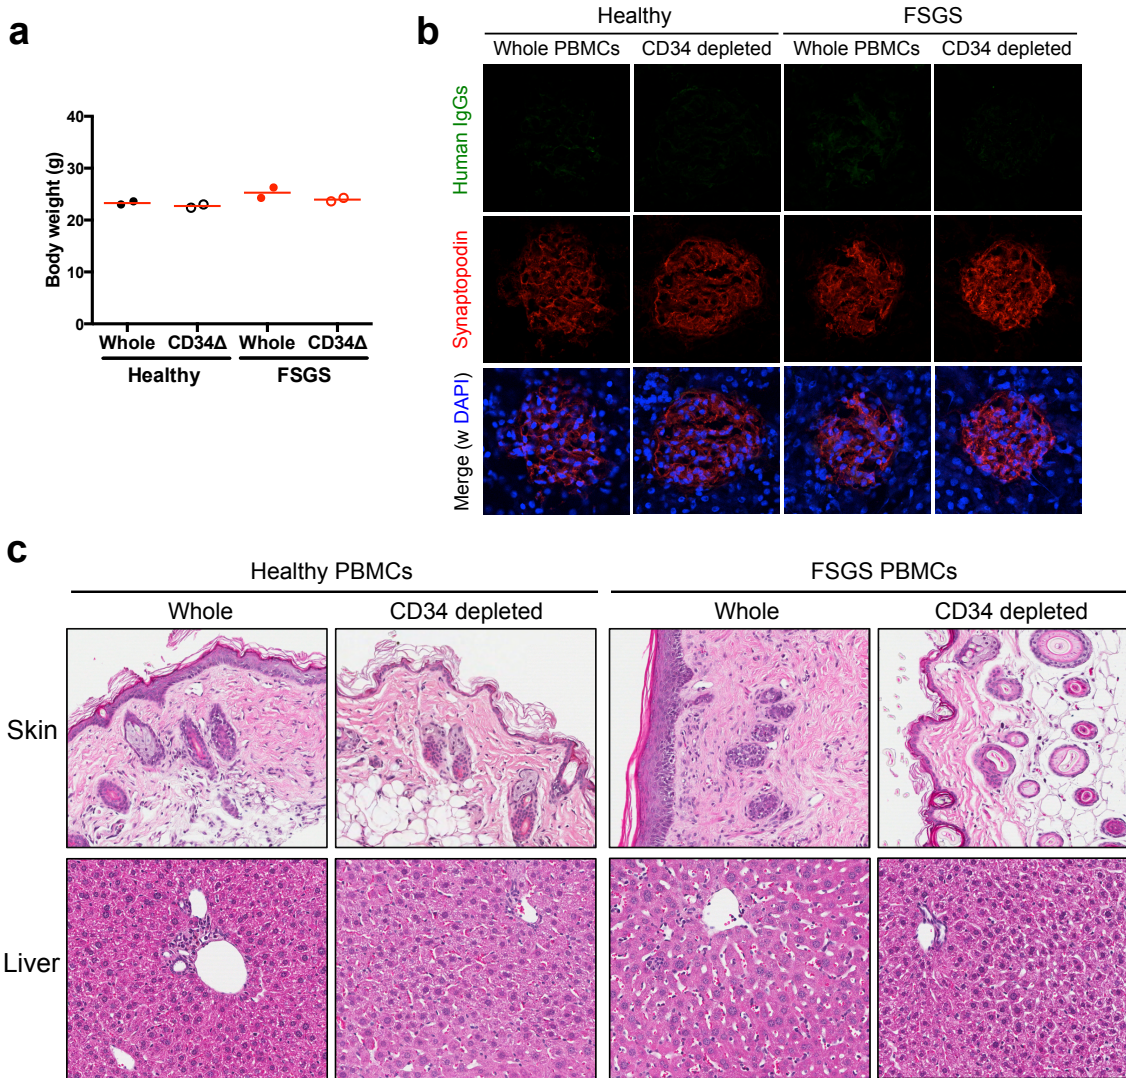 a
Body weight (g)
40
30
20
10
0
Whole CD34Δ Whole CD34Δ
Healthy FSGS
b
Healthy FSGS
Whole PBMCs CD34 depleted Whole PBMCs CD34 depleted
Human IgGs
Synaptopodin
Merge (w DAPI)
c
Healthy PBMCs FSGS PBMCs
Whole CD34 depleted Whole CD34 depleted
Skin
Liver